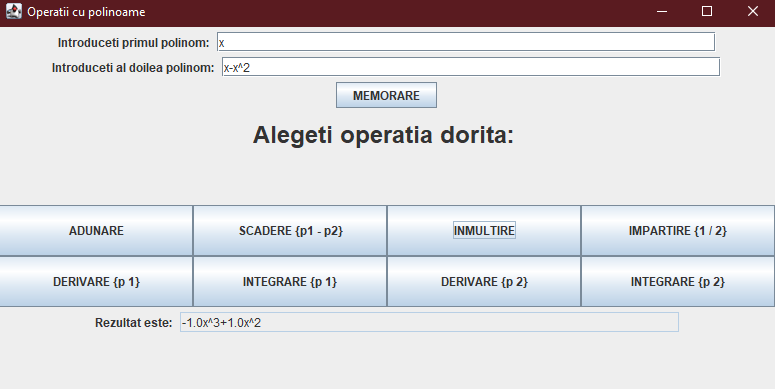 Operatii cu polinoame
Introduceti primul polinom: x
Introduceti al doilea polinom: x-x^2
MEMORARE
Alegeti operatia dorita:
ADUNARE SCADERE {p1 - p2} INMULTIRE IMPARTIRE {1 / 2}
DERIVARE {p 1} INTEGRARE {p 1} DERIVARE {p 2} INTEGRARE {p 2}
Rezultat este: -1.0x^3+1.0x^2